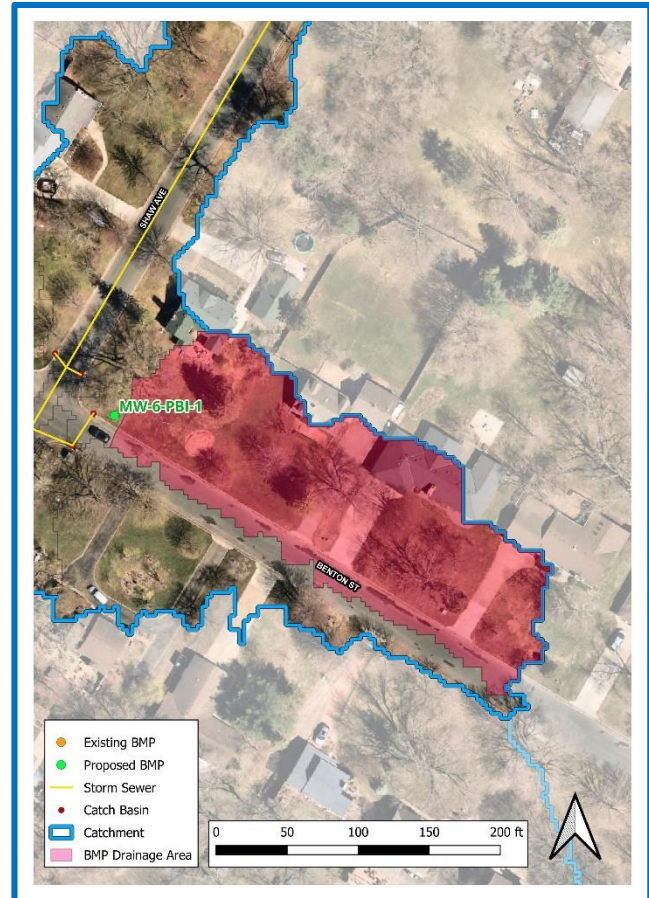 SHAW AVE
MW-6-PBI-1
BENTON ST
Existing BMP
Proposed BMP
Storm Sewer
Catch Basin
Catchment
BMP Drainage Area
0 50 100 150 200 ft